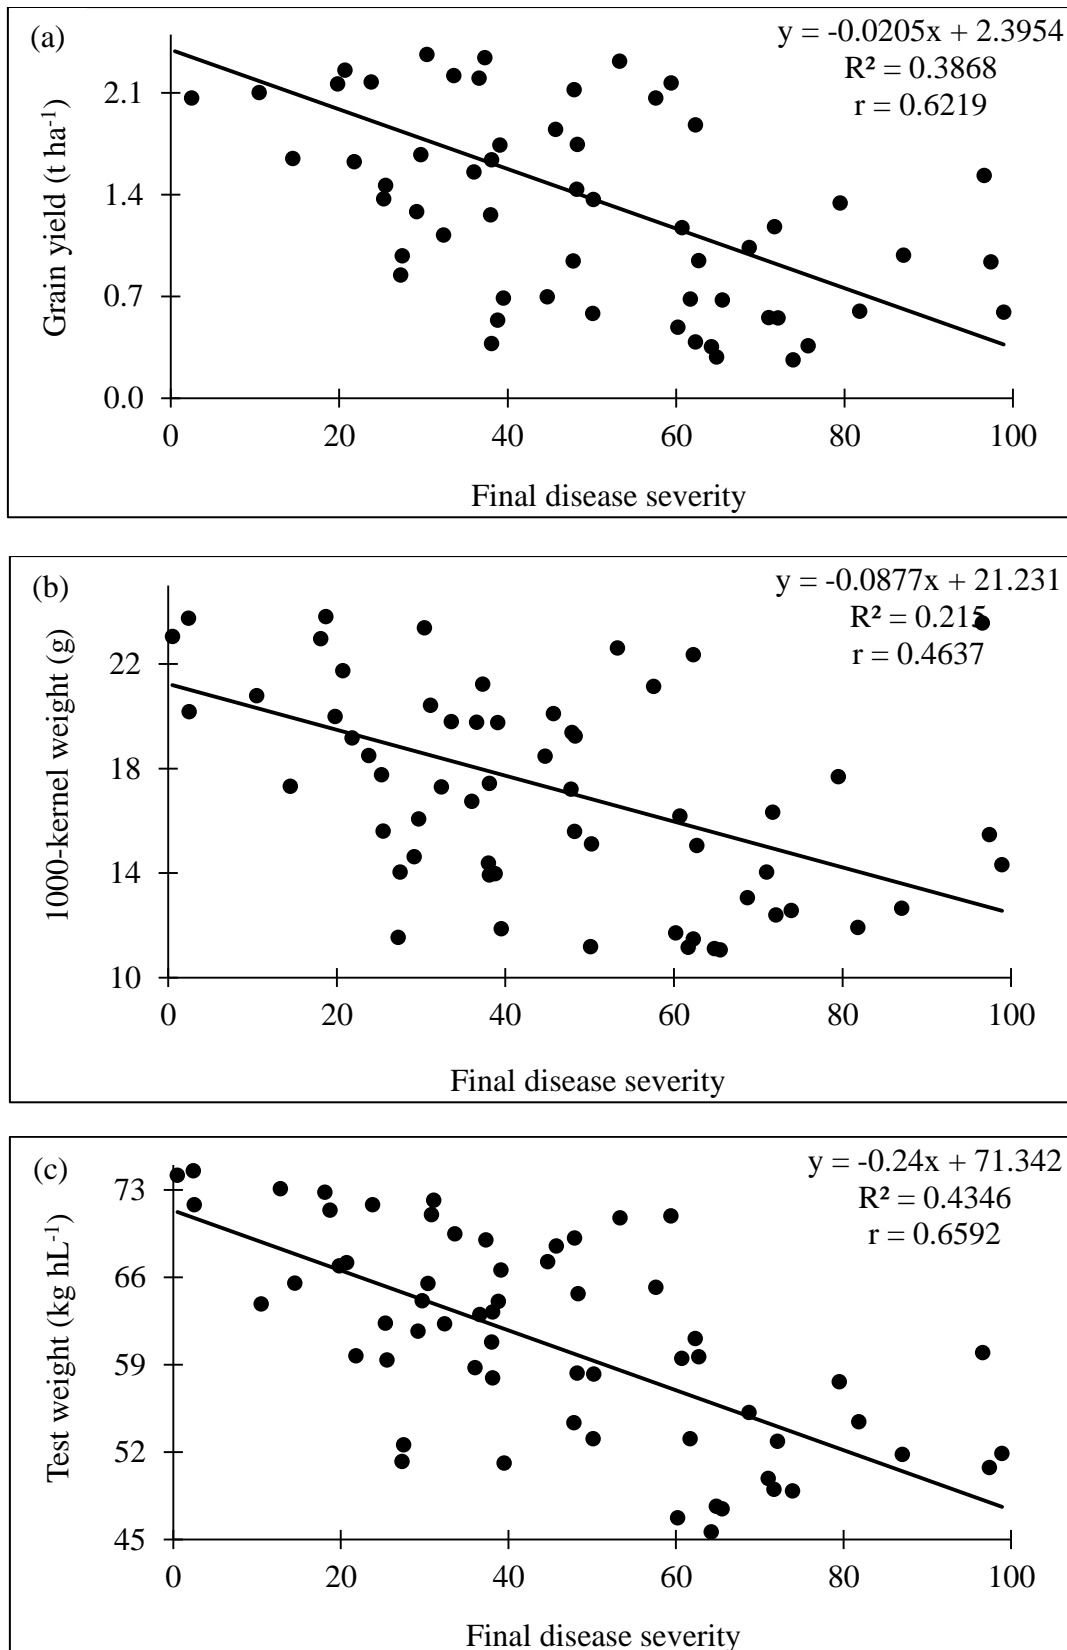 (a)
y = -0.0205x + 2.3954
R² = 0.3868
r = 0.6219
Grain yield (t ha⁻¹)
2.1
1.4
0.7
0.0
0 20 40 60 80 100
Final disease severity
(b)
y = -0.0877x + 21.231
R² = 0.215
r = 0.4637
1000-kernel weight (g)
22
18
14
10
0 20 40 60 80 100
Final disease severity
(c)
y = -0.24x + 71.342
R² = 0.4346
r = 0.6592
Test weight (kg hL⁻¹)
73
66
59
52
45
0 20 40 60 80 100
Final disease severity